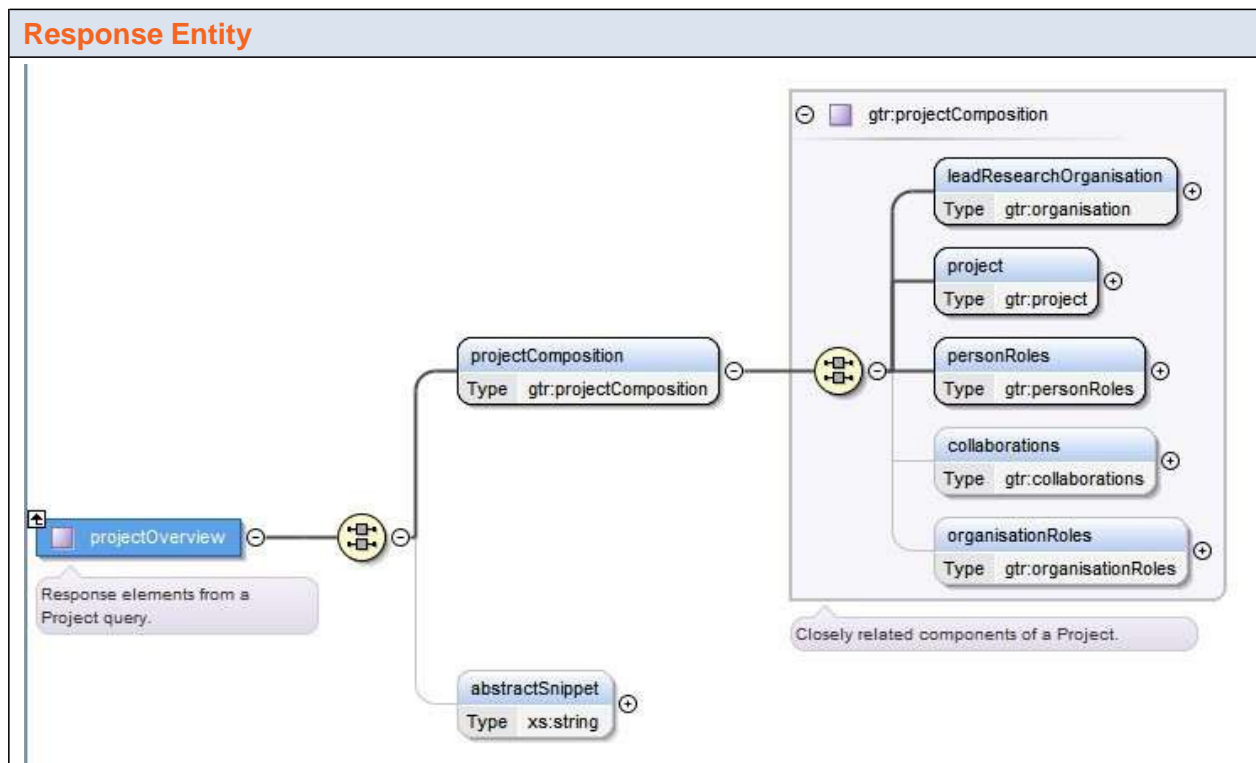 Response Entity
gtr:projectComposition
leadResearchOrganisation
Type gtr:organisation
project
Type gtr:project
projectComposition
Type gtr:projectComposition
personRoles
Type gtr:personRoles
collaborations
Type gtr:collaborations
projectOverview
organisationRoles
Type gtr:organisationRoles
Response elements from a
Project query.
Closely related components of a Project.
abstractSnippet
Type xs:string